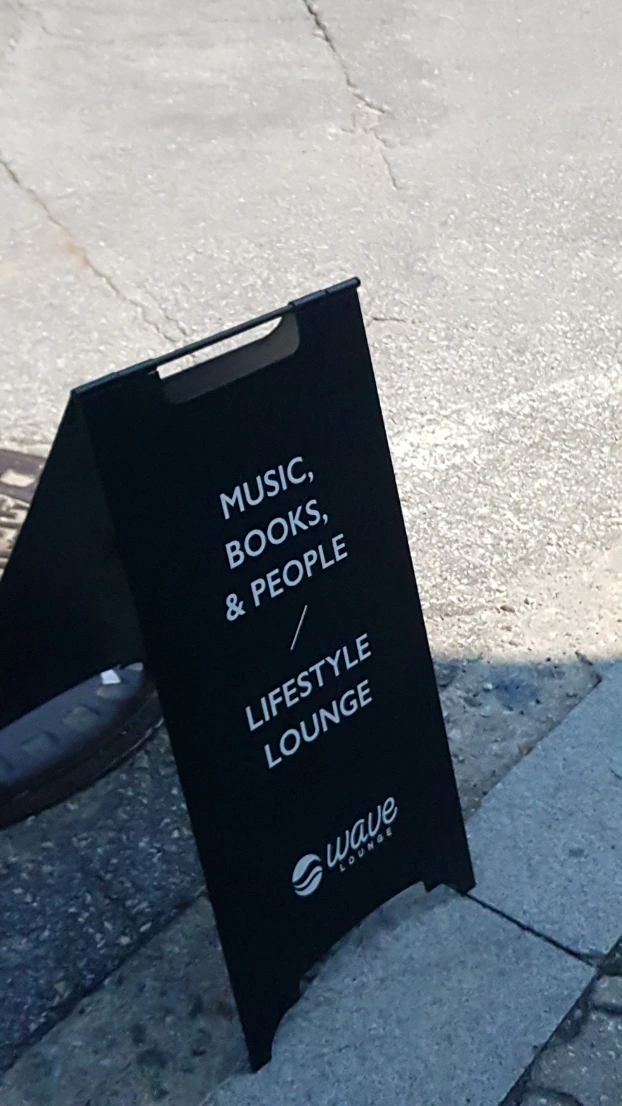 MUSIC,
BOOKS,
& PEOPLE
/
LIFESTYLE
LOUNGE
wave
LOUNGE